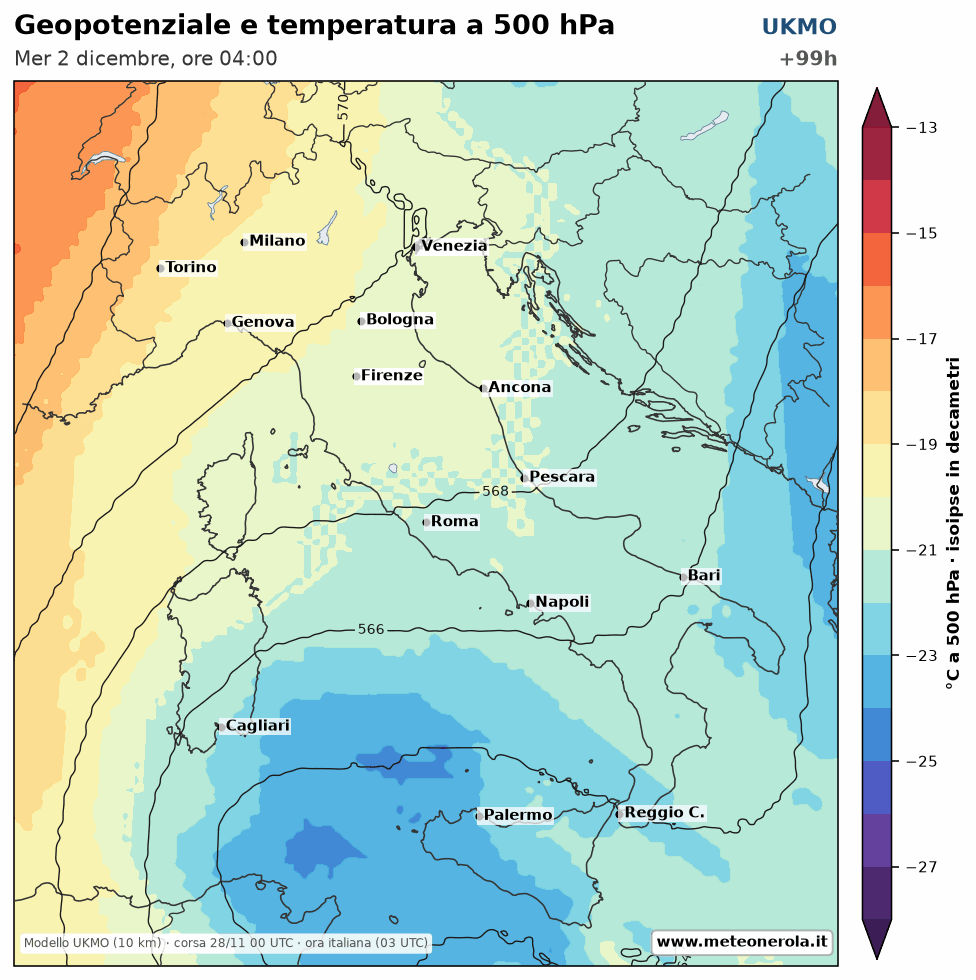 Geopotenziale e temperatura a 500 hPa
UKMO
Mer 2 dicembre, ore 04:00
+99h
570
Milano
Venezia
Torino
Genova
Bologna
Firenze
Ancona
Pescara
568
Roma
Bari
Napoli
566
Cagliari
Palermo
Reggio C.
Modello UKMO (10 km) · corsa 28/11 00 UTC · ora italiana (03 UTC)
www.meteonerola.it
−13
−15
−17
−19
−21
−23
−25
−27
°C a 500 hPa · isoipse in decametri